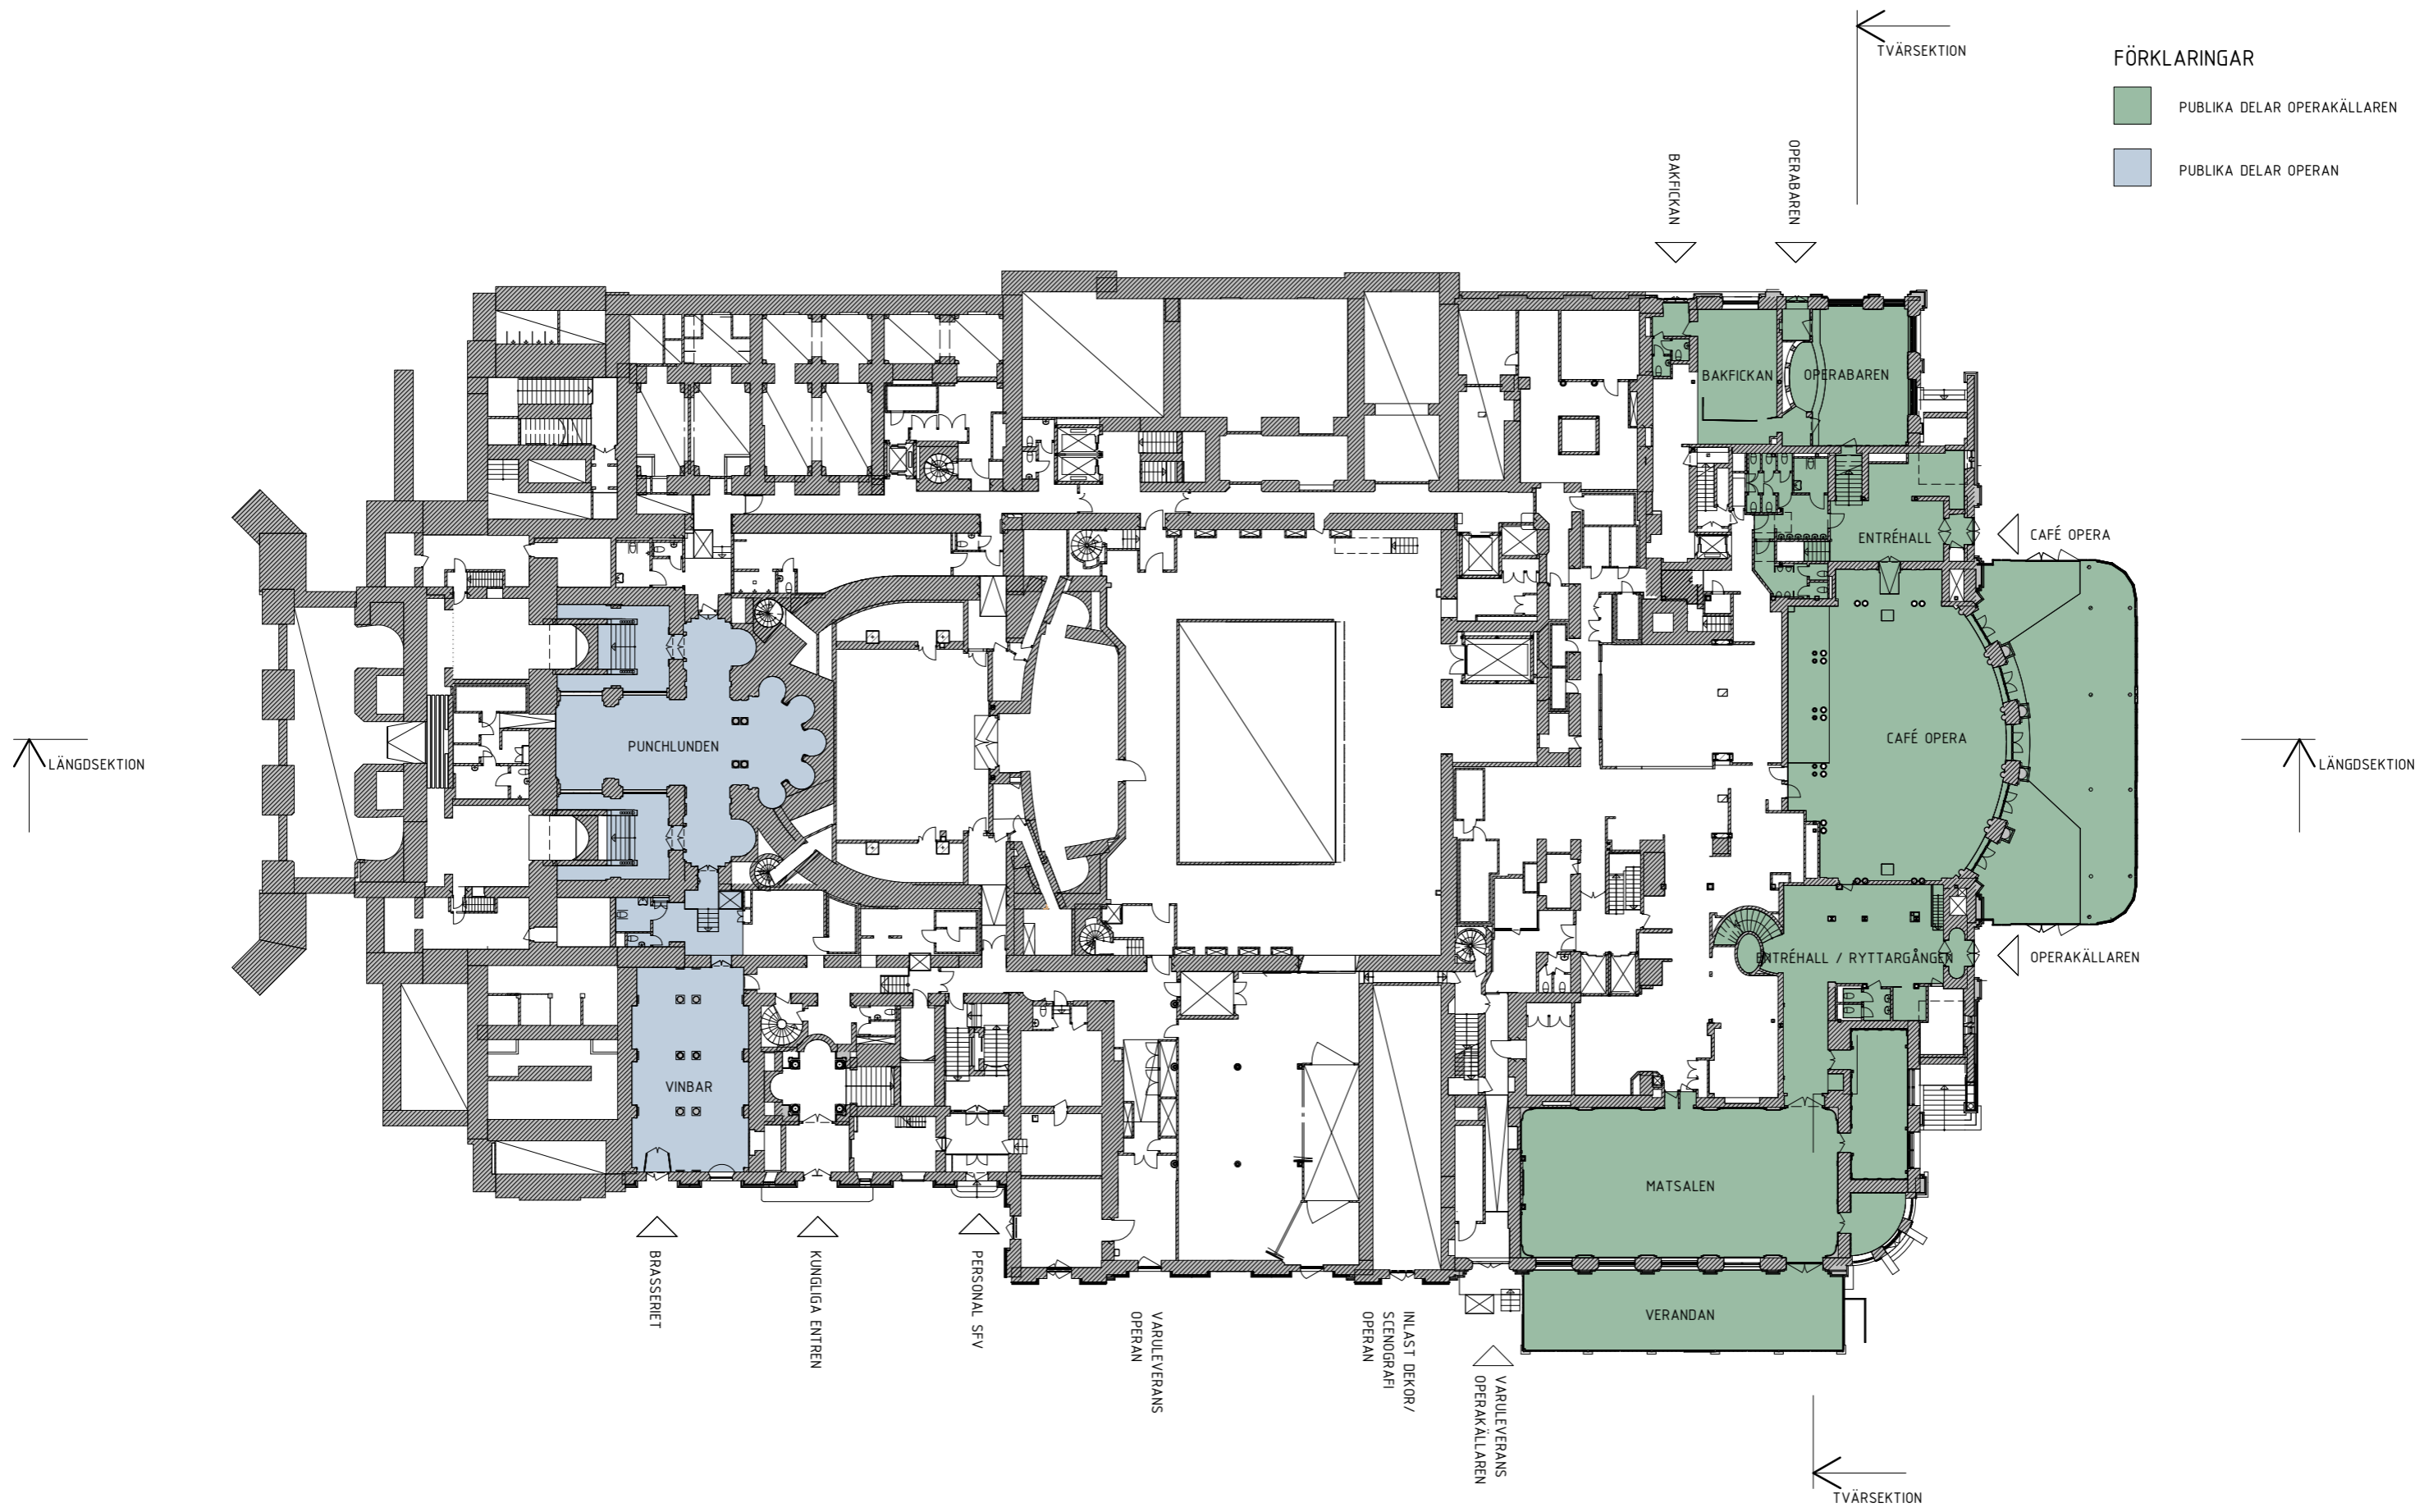 TVÄRSEKTION
FÖRKLARINGAR
PUBLIKA DELAR OPERAKÄLLAREN
PUBLIKA DELAR OPERAN
BAKFICKAN
OPERABAREN
BAKFICKAN
OPERABAREN
ENTRÉHALL
CAFÉ OPERA
PUNCHLUNDEN
CAFÉ OPERA
LÄNGDSEKTION
LÄNGDSEKTION
ENTRÉHALL / RYTTARGÅNGEN
OPERAKÄLLAREN
VINBAR
MATSALEN
VERANDAN
BRASSERIET
KUNGLIGA ENTREN
PERSONAL SFV
VARULEVERANS
OPERAN
INLAST DEKOR/
SCENOGRAFI
OPERAN
VARULEVERANS
OPERAKÄLLAREN
TVÄRSEKTION